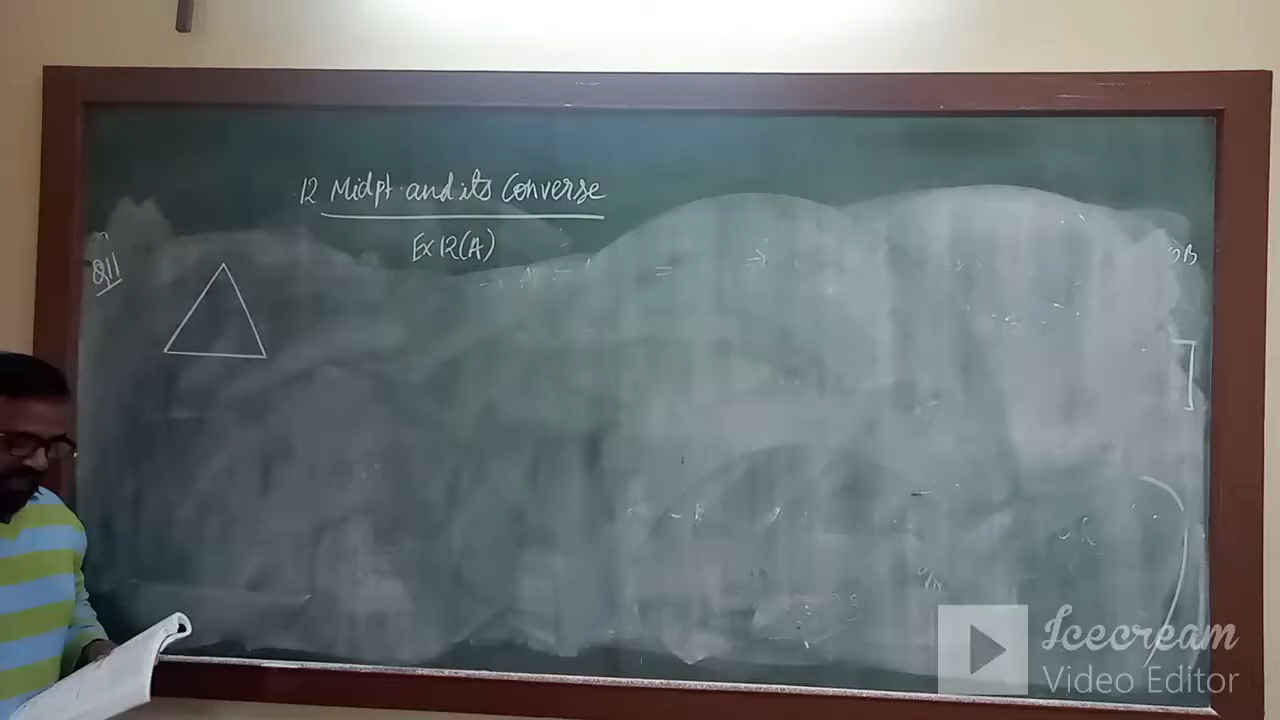 12 Midpt. and its Converse
Ex 12(A)
Q11
Icecream
Video Editor